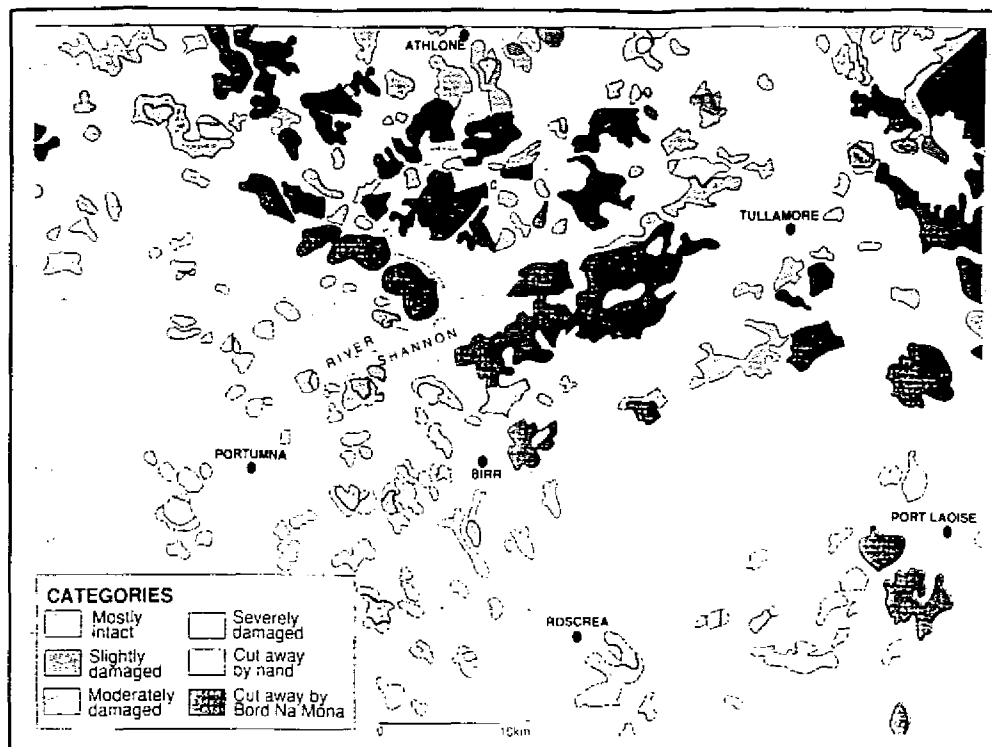 ATHLONE
TULLAMORE
RIVER
SHANNON
PORTUMNA
BIRR
PORT LAOISE
ROSCREA
CATEGORIES
Mostly
intact
Severely
damaged
Slightly
damaged
Cut away
by hand
Moderately
damaged
Cut away by
Bord Na Mona
0